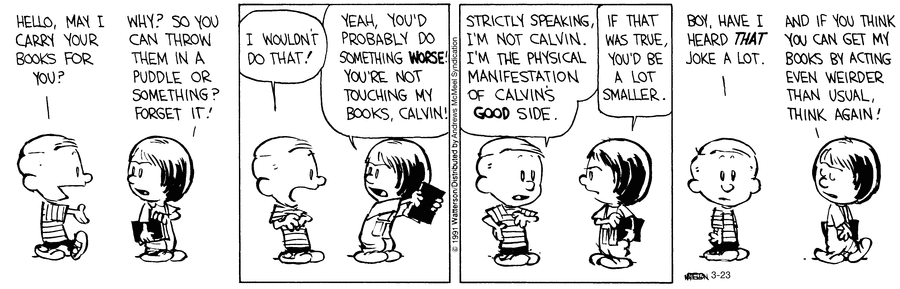 HELLO, MAY I
CARRY YOUR
BOOKS FOR
YOU?
WHY? SO YOU
CAN THROW
THEM IN A
PUDDLE OR
SOMETHING?
FORGET IT!
I WOULDN'T
DO THAT!
YEAH, YOU'D
PROBABLY DO
SOMETHING WORSE!
YOU'RE NOT
TOUCHING MY
BOOKS, CALVIN!
© 1991 Watterson/Distributed by Andrews McMeel Syndication
STRICTLY SPEAKING,
I'M NOT CALVIN.
I'M THE PHYSICAL
MANIFESTATION
OF CALVIN'S
GOOD SIDE.
IF THAT
WAS TRUE,
YOU'D BE
A LOT
SMALLER.
BOY, HAVE I
HEARD THAT
JOKE A LOT.
AND IF YOU THINK
YOU CAN GET MY
BOOKS BY ACTING
EVEN WEIRDER
THAN USUAL,
THINK AGAIN!
WATTERSON 3-23